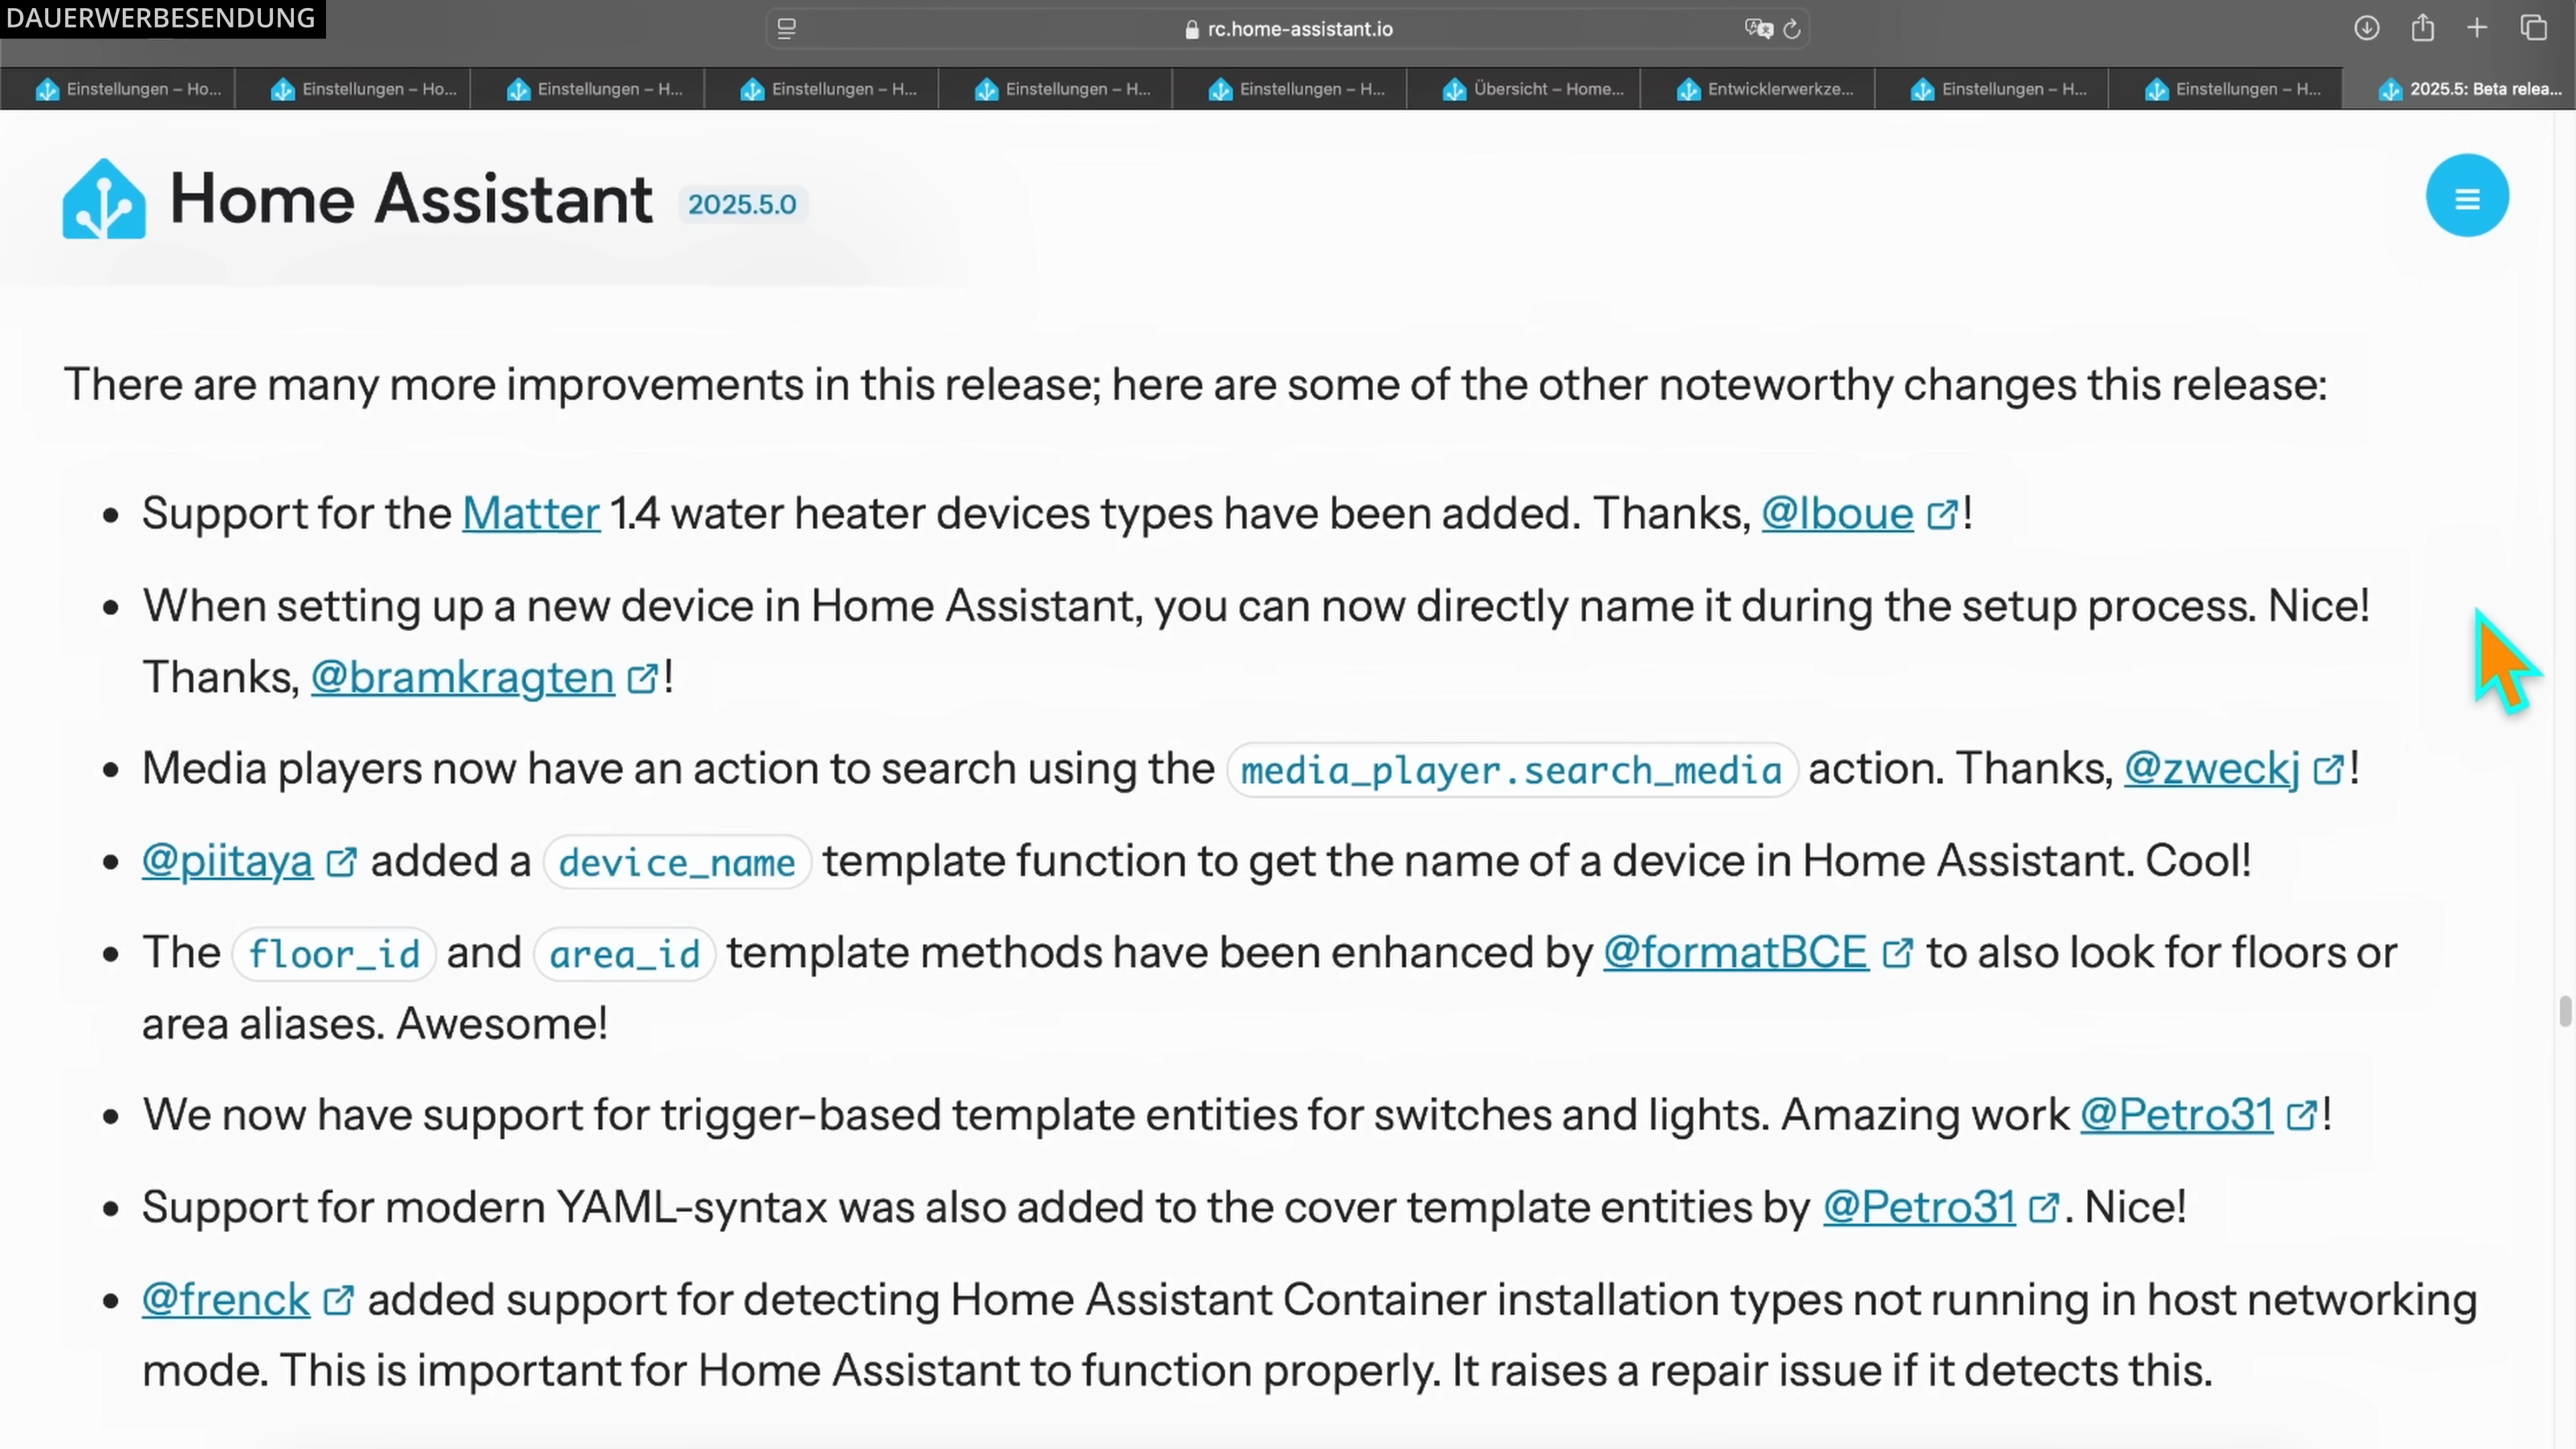 DAUERWERBESENDUNG
rc.home-assistant.io
Einstellungen – Ho...
Einstellungen – Ho...
Einstellungen – H...
Einstellungen – H...
Einstellungen – H...
Einstellungen – H...
Übersicht – Home...
Entwicklerwerkze...
Einstellungen – H...
Einstellungen – H...
2025.5: Beta relea...
Home Assistant 2025.5.0
There are many more improvements in this release; here are some of the other noteworthy changes this release:
• Support for the Matter 1.4 water heater devices types have been added. Thanks, @lboue !
• When setting up a new device in Home Assistant, you can now directly name it during the setup process. Nice!
Thanks, @bramkragten !
• Media players now have an action to search using the media_player.search_media action. Thanks, @zweckj !
• @piitaya added a device_name template function to get the name of a device in Home Assistant. Cool!
• The floor_id and area_id template methods have been enhanced by @formatBCE to also look for floors or
area aliases. Awesome!
• We now have support for trigger-based template entities for switches and lights. Amazing work @Petro31 !
• Support for modern YAML-syntax was also added to the cover template entities by @Petro31 . Nice!
• @frenck added support for detecting Home Assistant Container installation types not running in host networking
mode. This is important for Home Assistant to function properly. It raises a repair issue if it detects this.